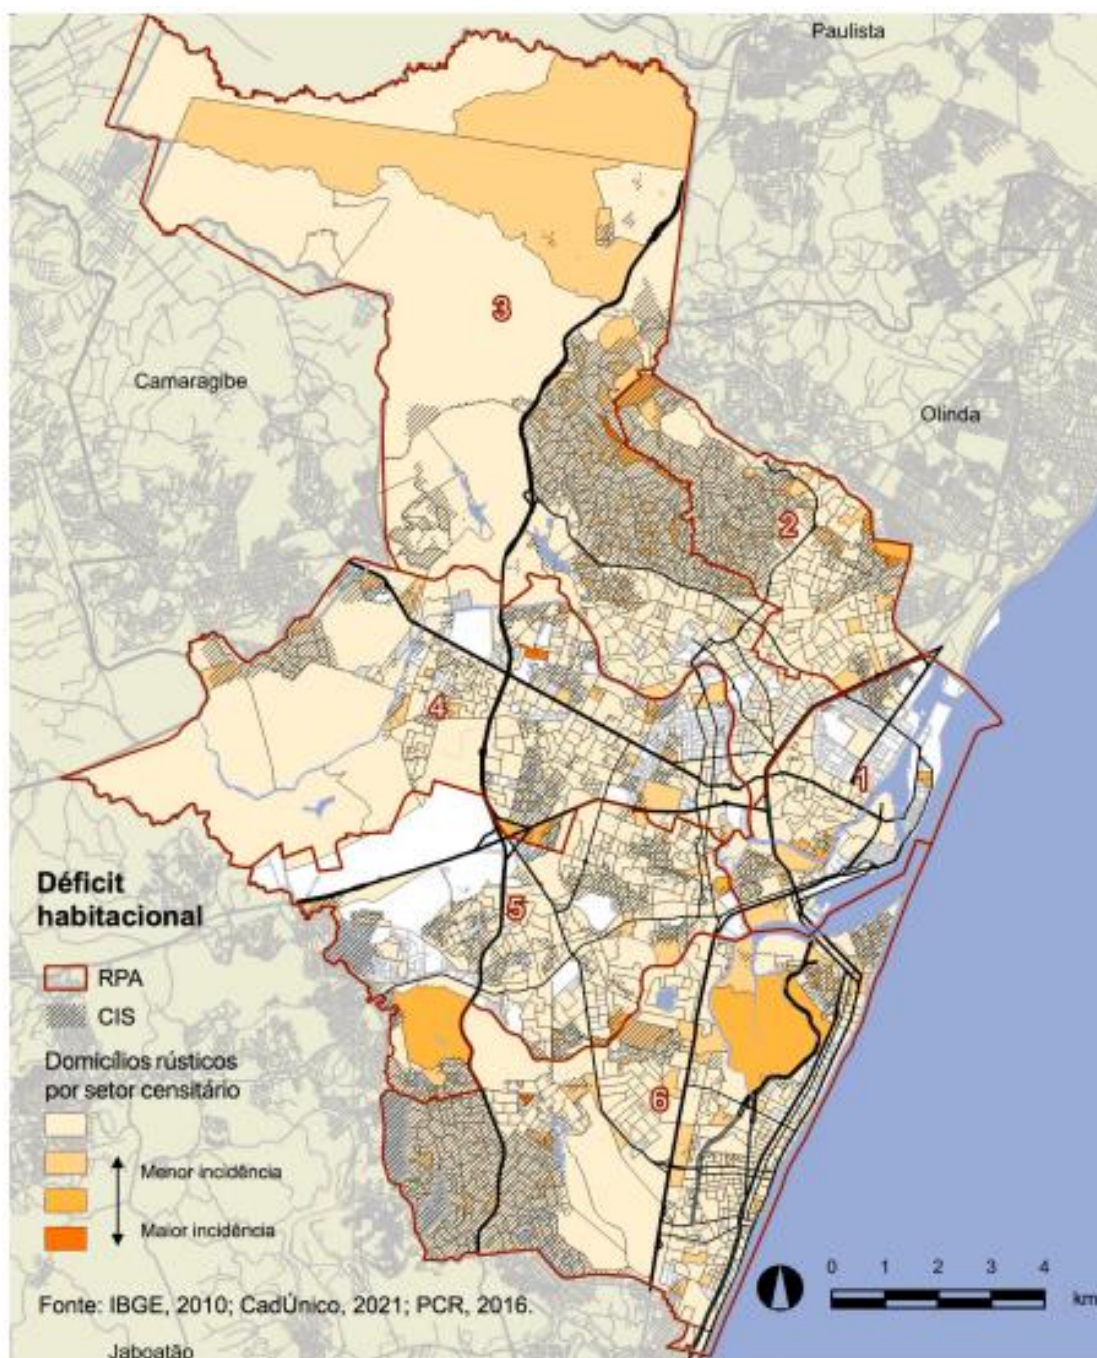 Paulista
3
Camaragibe
Olinda
2
4
1
Déficit
habitacional
5
RPA
CIS
Domicílios rústicos
por setor censitário
6
Menor incidência
Maior incidência
0 1 2 3 4
km
Fonte: IBGE, 2010; CadÚnico, 2021; PCR, 2016.
Jaboatão